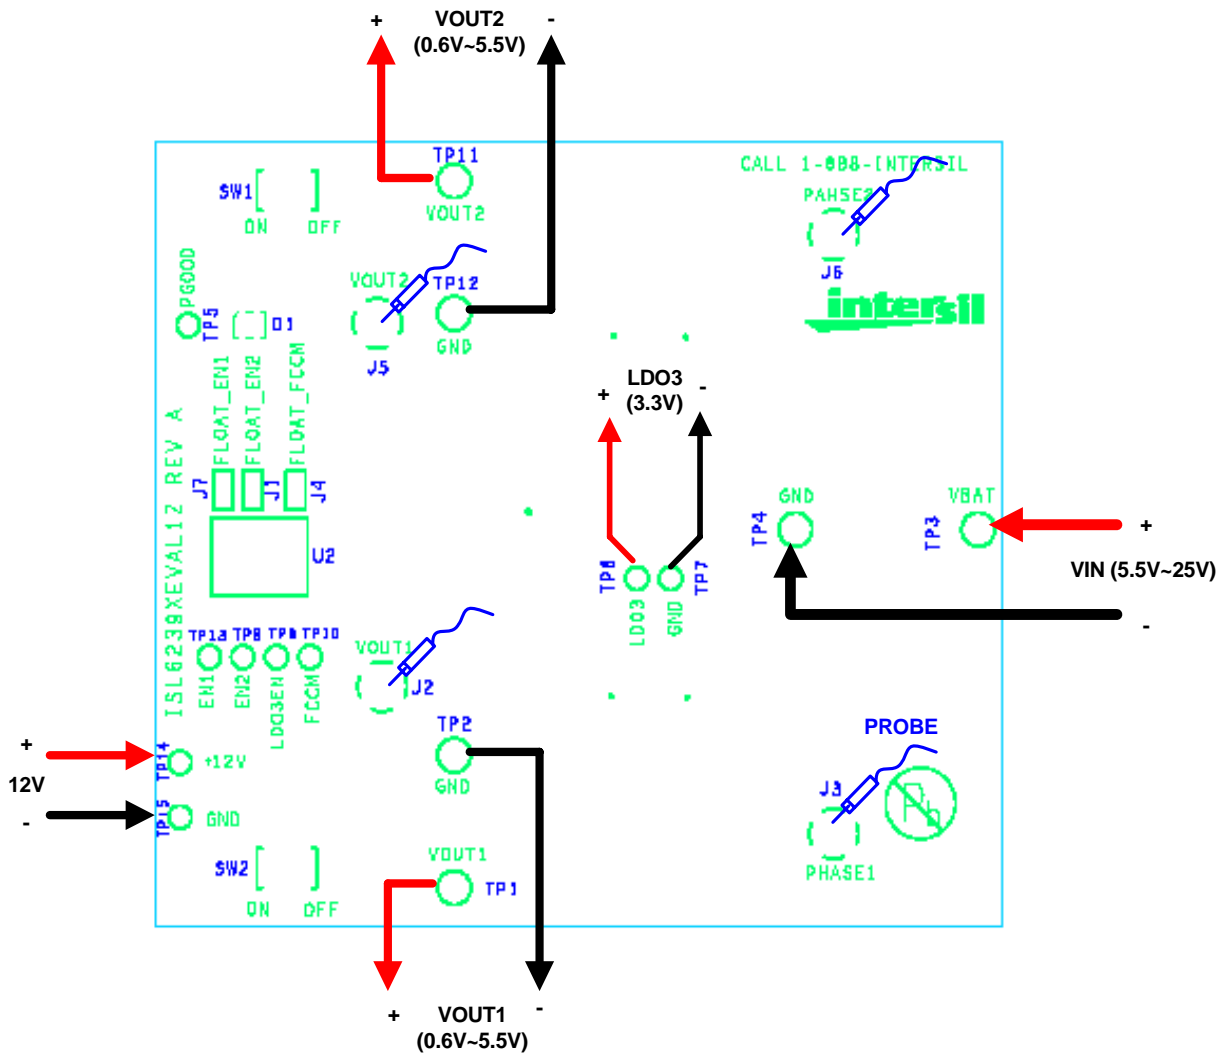 + VOUT2 -
(0.6V~5.5V)
TP11
VOUT2
CALL 1-888-INTERSIL
PAHSE2
J6
intersil
SW1
ON OFF
PGOOD
TP5
D1
VOUT2
J5
TP12
GND
FLOAT_EN1
FLOAT_EN2
FLOAT_FCCM
J7
J1
J4
U2
ISL6239XEVAL1Z REV A
+ LDO3 -
(3.3V)
TP6
LDO3
GND
TP7
GND
TP4
VBAT
TP3
+
VIN (5.5V~25V)
-
TP13 TP8 TP9 TP10
EN1
EN2
LDO3EN
FCCM
VOUT1
J2
TP2
GND
+
12V
-
TP14
+12V
TP15
GND
PROBE
J3
Pb
PHASE1
SW2
ON OFF
VOUT1
TP1
+ VOUT1 -
(0.6V~5.5V)